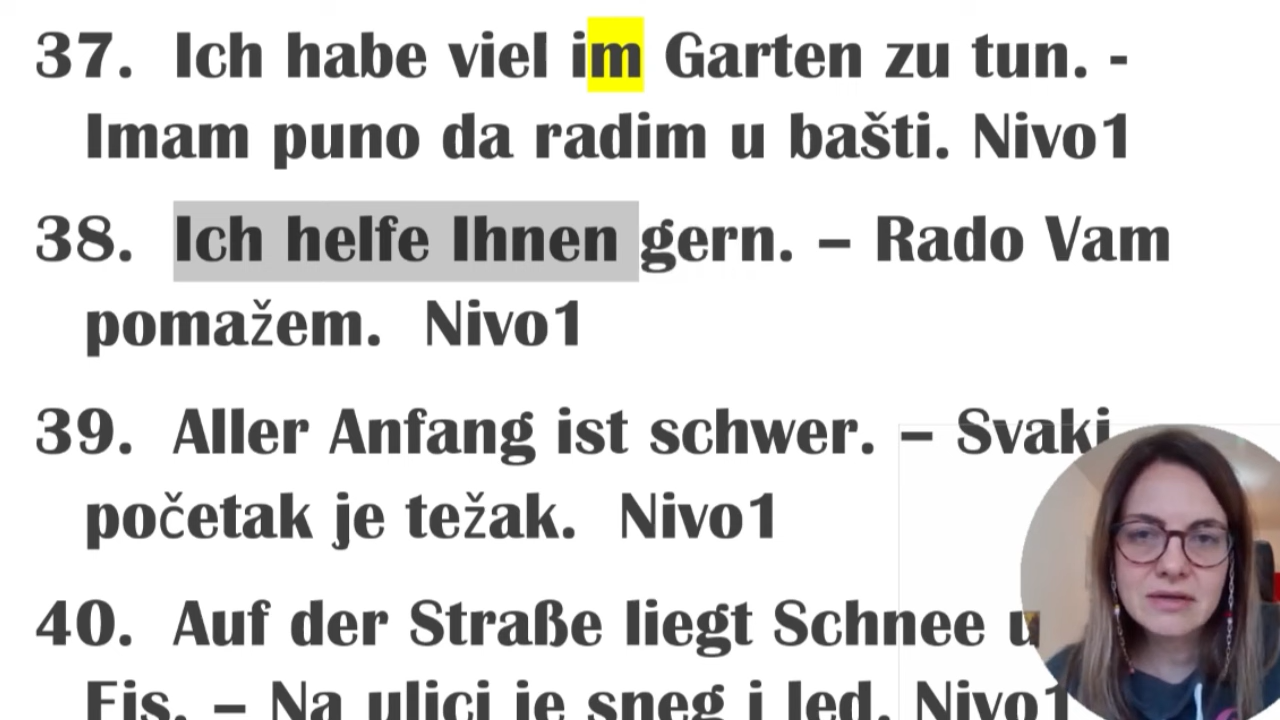 37. Ich habe viel im Garten zu tun. -
Imam puno da radim u bašti. Nivo1
38. Ich helfe Ihnen gern. – Rado Vam
pomažem. Nivo1
39. Aller Anfang ist schwer. – Svaki
početak je težak. Nivo1
40. Auf der Straße liegt Schnee
Eis. – Na ulici je sneg i led. Nivo1